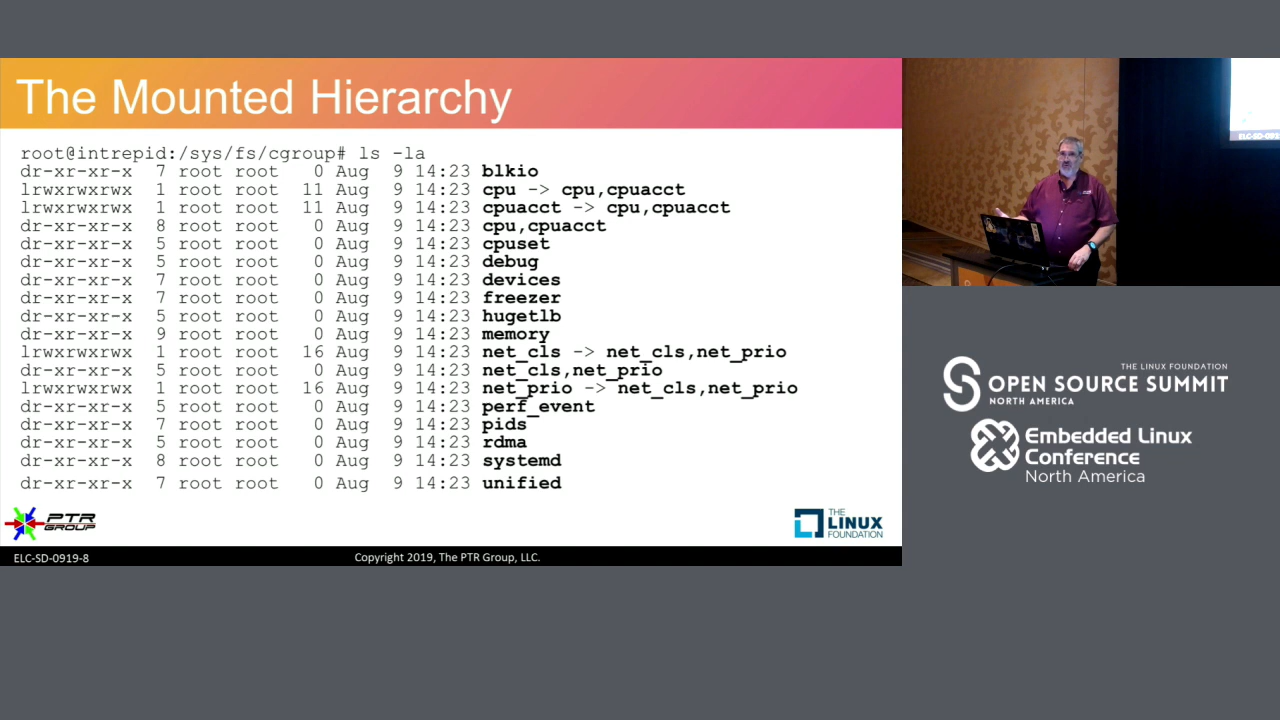 The Mounted Hierarchy
root@intrepid:/sys/fs/cgroup# ls -la
dr-xr-xr-x 7 root root 0 Aug 9 14:23 blkio
lrwxrwxrwx 1 root root 11 Aug 9 14:23 cpu -> cpu,cpuacct
lrwxrwxrwx 1 root root 11 Aug 9 14:23 cpuacct -> cpu,cpuacct
dr-xr-xr-x 8 root root 0 Aug 9 14:23 cpu,cpuacct
dr-xr-xr-x 5 root root 0 Aug 9 14:23 cpuset
dr-xr-xr-x 5 root root 0 Aug 9 14:23 debug
dr-xr-xr-x 7 root root 0 Aug 9 14:23 devices
dr-xr-xr-x 7 root root 0 Aug 9 14:23 freezer
dr-xr-xr-x 5 root root 0 Aug 9 14:23 hugetlb
dr-xr-xr-x 9 root root 0 Aug 9 14:23 memory
lrwxrwxrwx 1 root root 16 Aug 9 14:23 net_cls -> net_cls,net_prio
dr-xr-xr-x 5 root root 0 Aug 9 14:23 net_cls,net_prio
lrwxrwxrwx 1 root root 16 Aug 9 14:23 net_prio -> net_cls,net_prio
dr-xr-xr-x 5 root root 0 Aug 9 14:23 perf_event
dr-xr-xr-x 7 root root 0 Aug 9 14:23 pids
dr-xr-xr-x 5 root root 0 Aug 9 14:23 rdma
dr-xr-xr-x 8 root root 0 Aug 9 14:23 systemd
dr-xr-xr-x 7 root root 0 Aug 9 14:23 unified
PTR
GROUP
THE
LINUX
FOUNDATION
ELC-SD-0919-8
Copyright 2019, The PTR Group, LLC.
ELC-SD-0919
THE LINUX FOUNDATION
OPEN SOURCE SUMMIT
NORTH AMERICA
Embedded Linux
Conference
North America